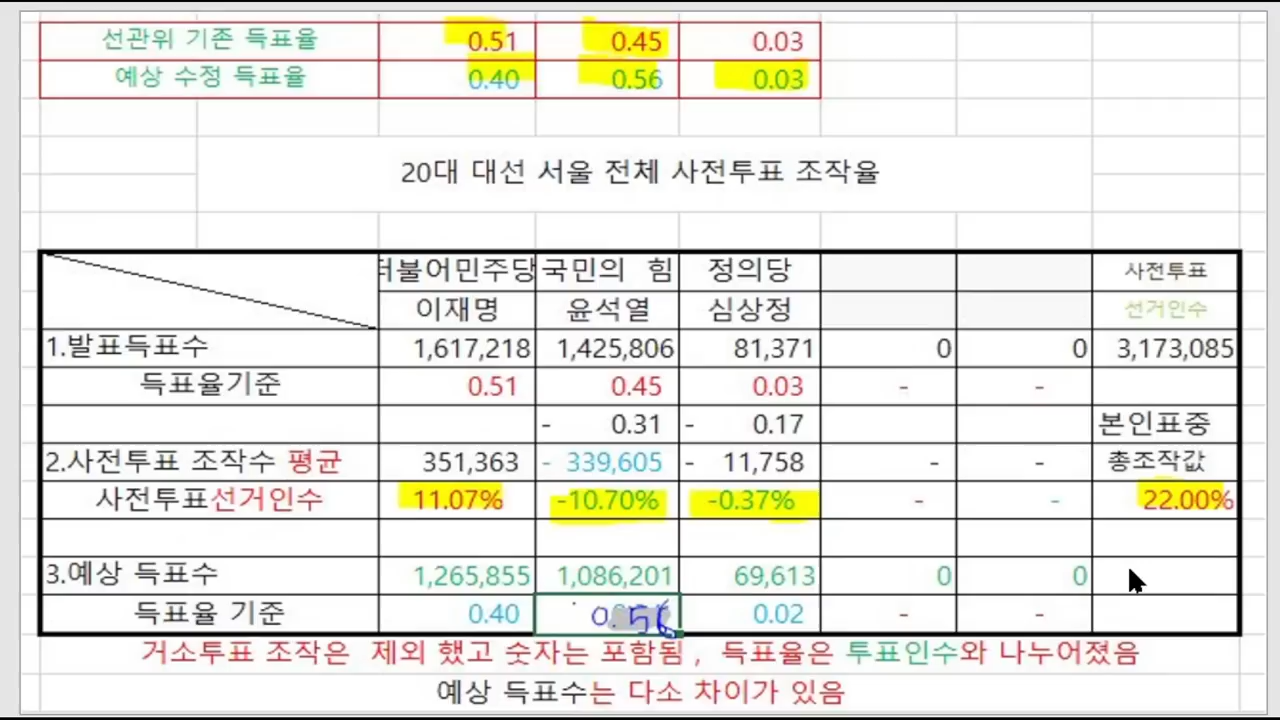 선관위 기존 득표율 0.51 0.45 0.03
예상 수정 득표율 0.40 0.56 0.03
20대 대선 서울 전체 사전투표 조작율
더불어민주당 국민의 힘 정의당 사전투표
이재명 윤석열 심상정 선거인수
1.발표득표수 1,617,218 1,425,806 81,371 0 0 3,173,085
득표율기준 0.51 0.45 0.03 - -
- 0.31 - 0.17 본인표중
2.사전투표 조작수 평균 351,363 - 339,605 - 11,758 - - 총조작값
사전투표선거인수 11.07% -10.70% -0.37% - - 22.00%
3.예상 득표수 1,265,855 1,086,201 69,613 0 0
득표율 기준 0.40 0.56 0.02 - -
거소투표 조작은 제외 했고 숫자는 포함됨 , 득표율은 투표인수와 나누어졌음
예상 득표수는 다소 차이가 있음